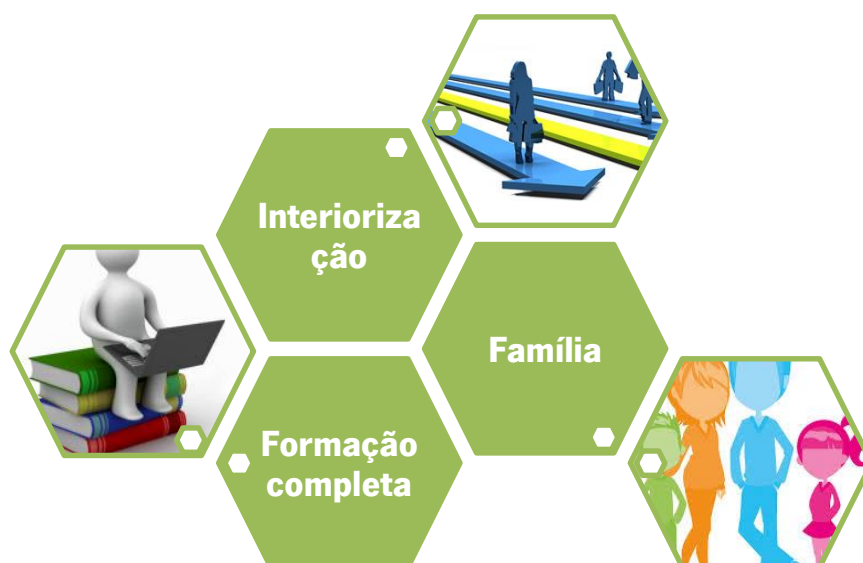 Interioriza
ção
Família
Formação
completa